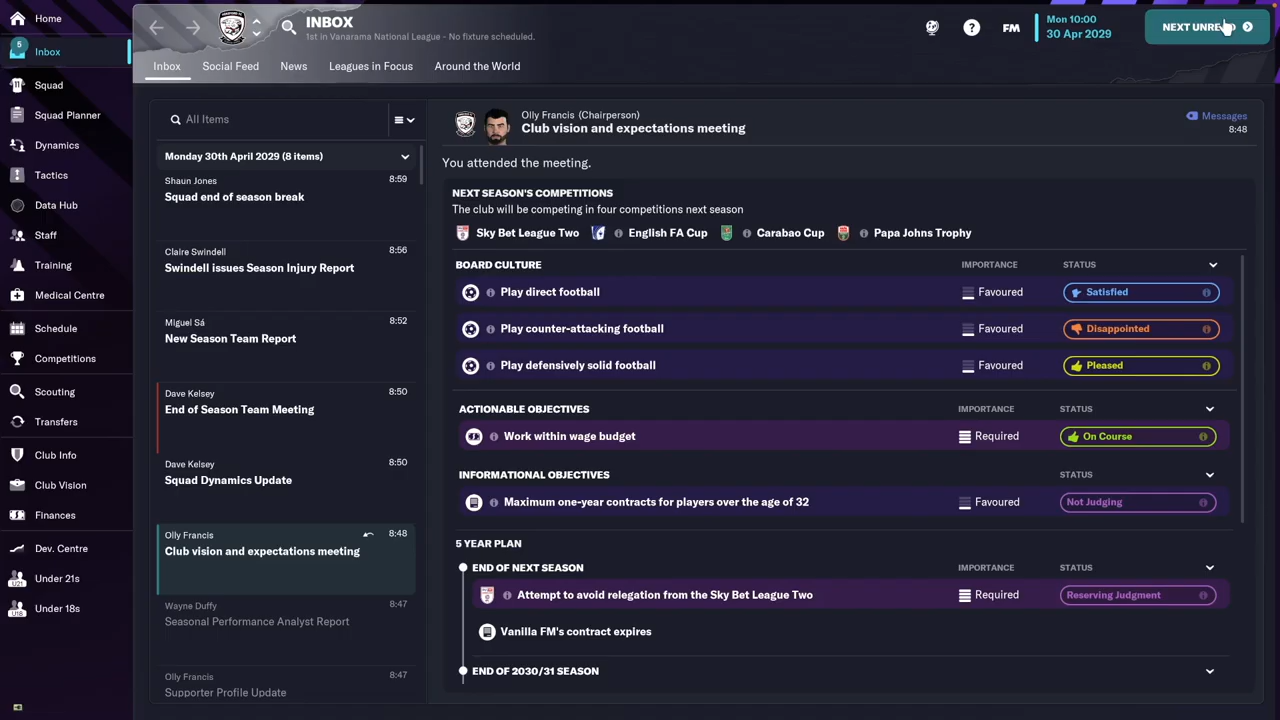 Home
5
Inbox
11
Squad
Squad Planner
Dynamics
Tactics
Data Hub
Staff
Training
Medical Centre
Schedule
Competitions
Scouting
Transfers
Club Info
Club Vision
Finances
Dev. Centre
U21
Under 21s
U18
Under 18s
INBOX
1st in Vanarama National League - No fixture scheduled.
?
FM
Mon 10:00
30 Apr 2029
NEXT UNRE
Inbox
Social Feed
News
Leagues in Focus
Around the World
All Items
Monday 30th April 2029 (8 items)
Shaun Jones
8:59
Squad end of season break
Claire Swindell
8:56
Swindell issues Season Injury Report
Miguel Sá
8:52
New Season Team Report
Dave Kelsey
8:50
End of Season Team Meeting
Dave Kelsey
8:50
Squad Dynamics Update
Olly Francis
8:48
Club vision and expectations meeting
Wayne Duffy
8:47
Seasonal Performance Analyst Report
Olly Francis
8:47
Supporter Profile Update
Olly Francis (Chairperson)
Club vision and expectations meeting
Messages
8:48
You attended the meeting.
NEXT SEASON'S COMPETITIONS
The club will be competing in four competitions next season
Sky Bet League Two English FA Cup Carabao Cup Papa Johns Trophy
BOARD CULTURE IMPORTANCE STATUS
Play direct football Favoured Satisfied
Play counter-attacking football Favoured Disappointed
Play defensively solid football Favoured Pleased
ACTIONABLE OBJECTIVES IMPORTANCE STATUS
Work within wage budget Required On Course
INFORMATIONAL OBJECTIVES STATUS
Maximum one-year contracts for players over the age of 32 Favoured Not Judging
5 YEAR PLAN
END OF NEXT SEASON IMPORTANCE STATUS
Attempt to avoid relegation from the Sky Bet League Two Required Reserving Judgment
Vanilla FM's contract expires
END OF 2030/31 SEASON